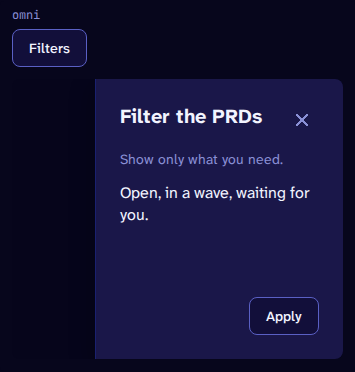 omni
Filters
Filter the PRDs
Show only what you need.
Open, in a wave, waiting for
you.
Apply